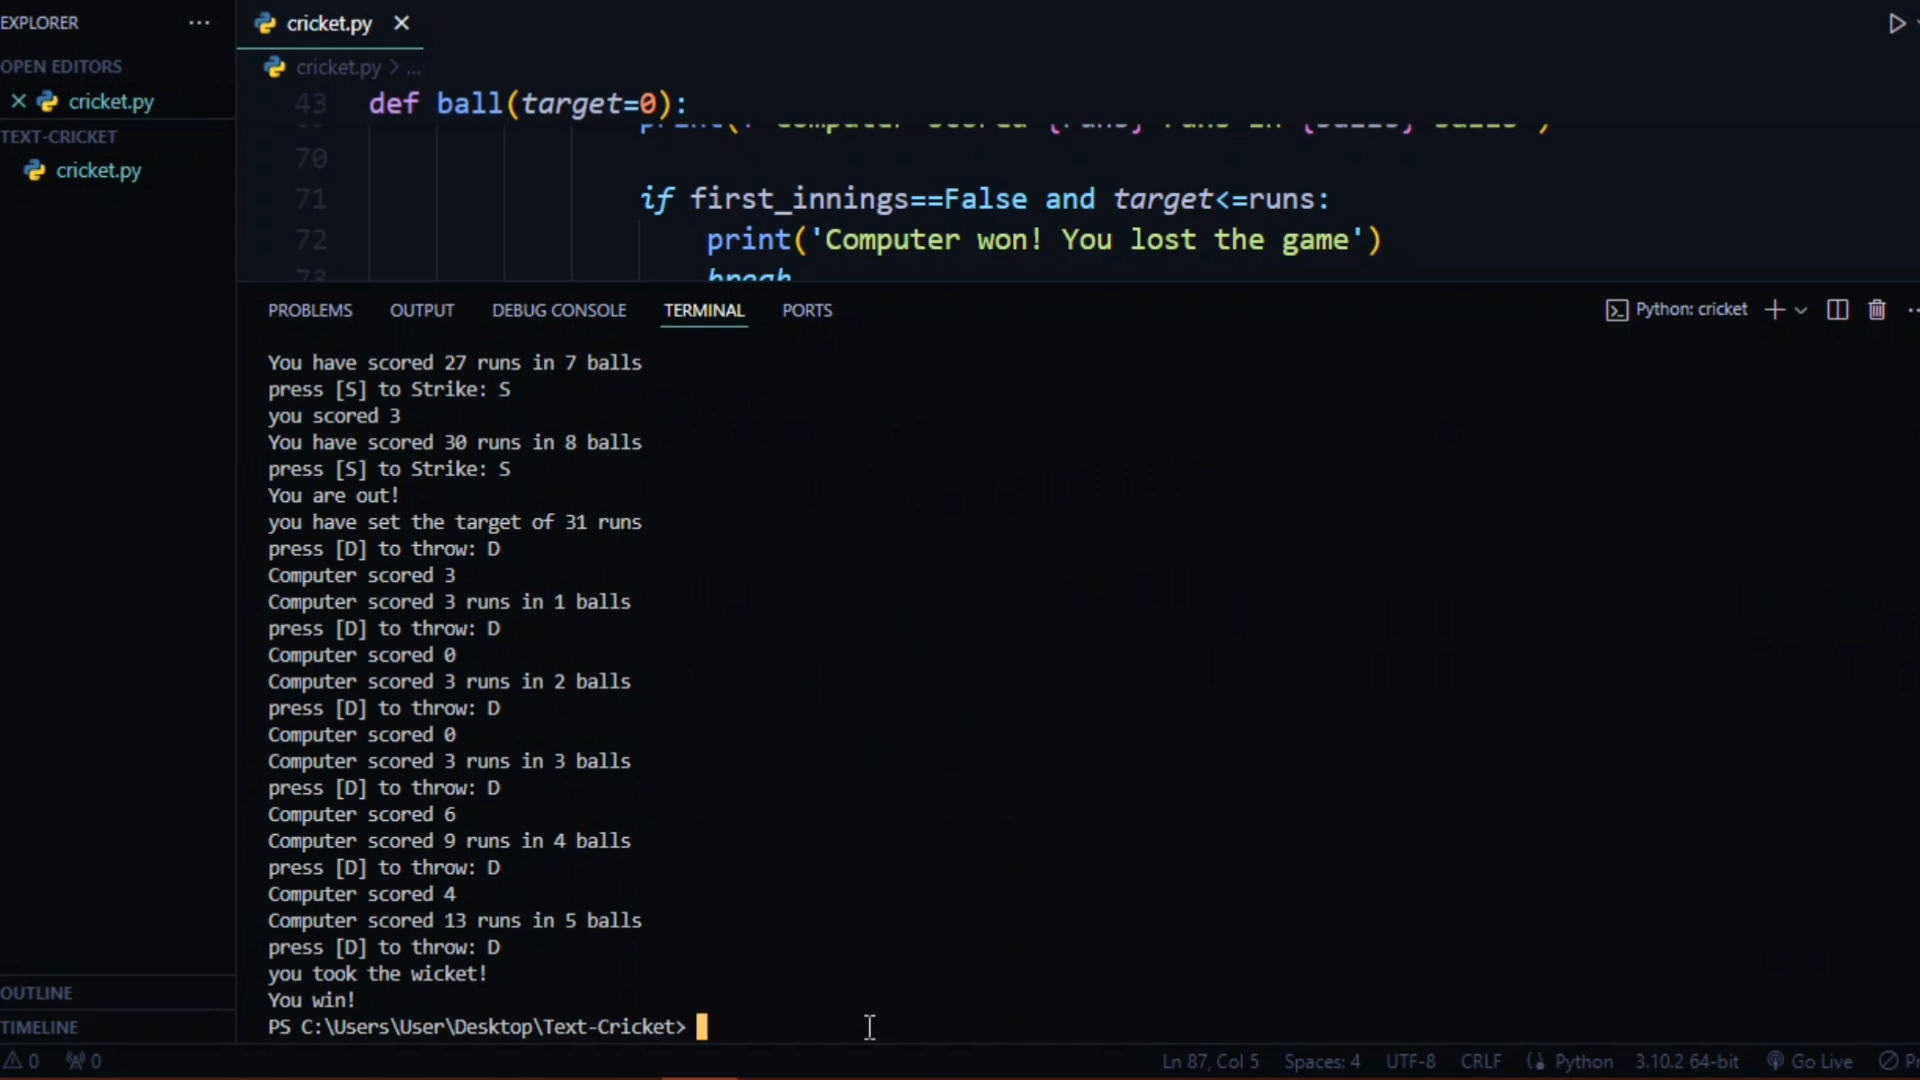 EXPLORER
cricket.py
OPEN EDITORS
cricket.py > ...
cricket.py
43 def ball(target=0):
TEXT-CRICKET
cricket.py
70
71 if first_innings==False and target<=runs:
72 print('Computer won! You lost the game')
73 break
PROBLEMS OUTPUT DEBUG CONSOLE TERMINAL PORTS
Python: cricket
You have scored 27 runs in 7 balls
press [S] to Strike: S
you scored 3
You have scored 30 runs in 8 balls
press [S] to Strike: S
You are out!
you have set the target of 31 runs
press [D] to throw: D
Computer scored 3
Computer scored 3 runs in 1 balls
press [D] to throw: D
Computer scored 0
Computer scored 3 runs in 2 balls
press [D] to throw: D
Computer scored 0
Computer scored 3 runs in 3 balls
press [D] to throw: D
Computer scored 6
Computer scored 9 runs in 4 balls
press [D] to throw: D
Computer scored 4
Computer scored 13 runs in 5 balls
press [D] to throw: D
you took the wicket!
You win!
PS C:\Users\User\Desktop\Text-Cricket>
OUTLINE
TIMELINE
0 0
Ln 87, Col 5 Spaces: 4 UTF-8 CRLF Python 3.10.2 64-bit Go Live